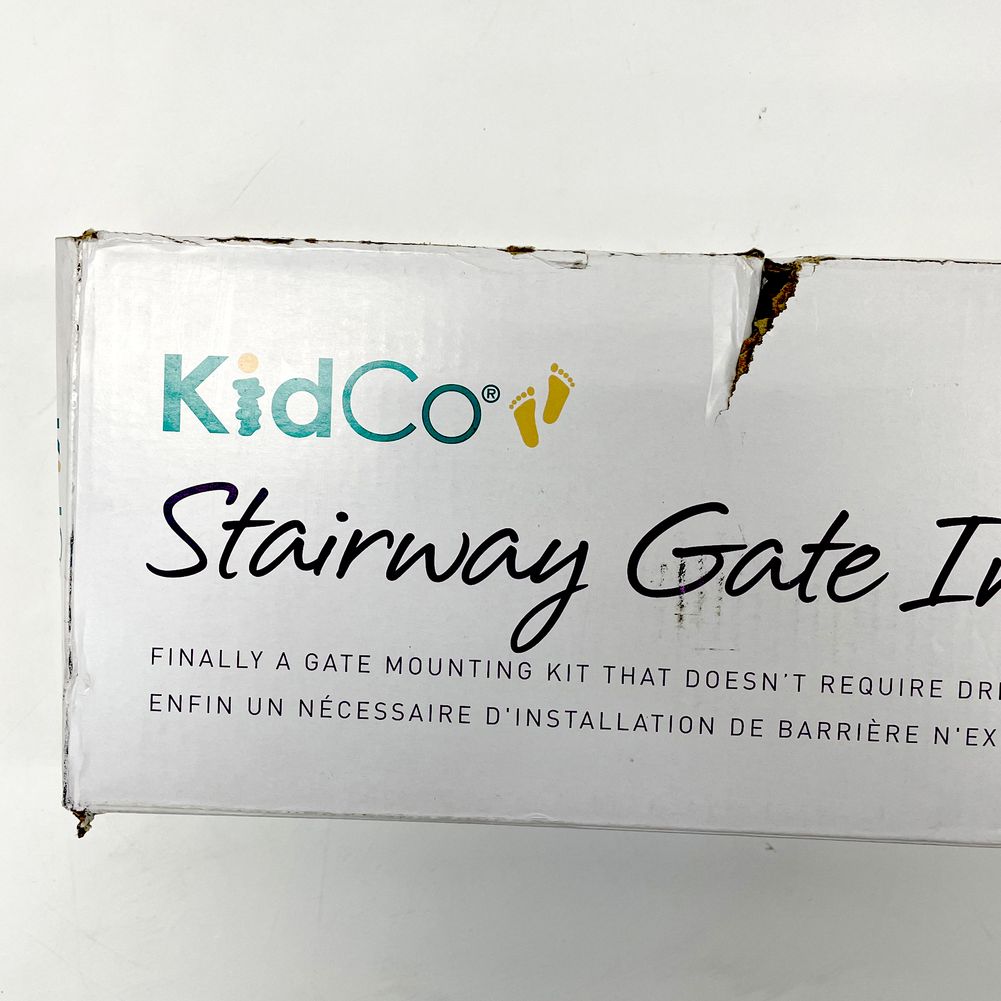 KidCo®
Stairway Gate
FINALLY A GATE MOUNTING KIT THAT DOESN'T REQUIRE
ENFIN UN NÉCESSAIRE D'INSTALLATION DE BARRIÈRE